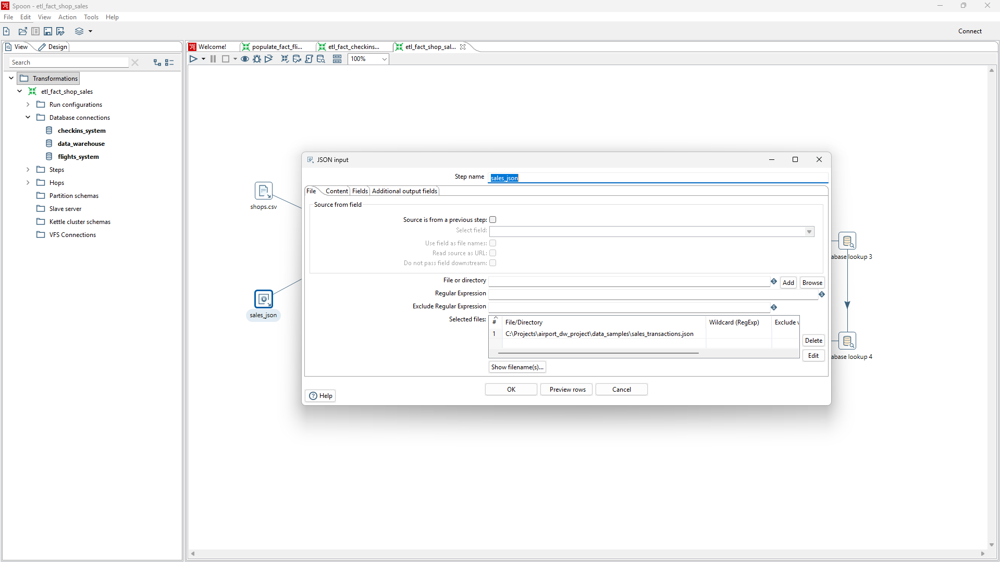 Spoon - etl_fact_shop_sales
File Edit View Action Tools Help
Connect
View Design
Search
Transformations
etl_fact_shop_sales
Run configurations
Database connections
checkins_system
data_warehouse
flights_system
Steps
Hops
Partition schemas
Slave server
Kettle cluster schemas
VFS Connections
Welcome! populate_fact_fli... etl_fact_checkins... etl_fact_shop_sal...
100%
shops.csv
sales_json
abase lookup 3
abase lookup 4
JSON input
Step name sales_json
File Content Fields Additional output fields
Source from field
Source is from a previous step:
Select field:
Use field as file names:
Read source as URL:
Do not pass field downstream:
File or directory Add Browse
Regular Expression
Exclude Regular Expression
Selected files: # File/Directory Wildcard (RegExp) Exclude
1 C:\Projects\airport_dw_project\data_samples\sales_transactions.json
Delete
Edit
Show filename(s)...
OK Preview rows Cancel
Help